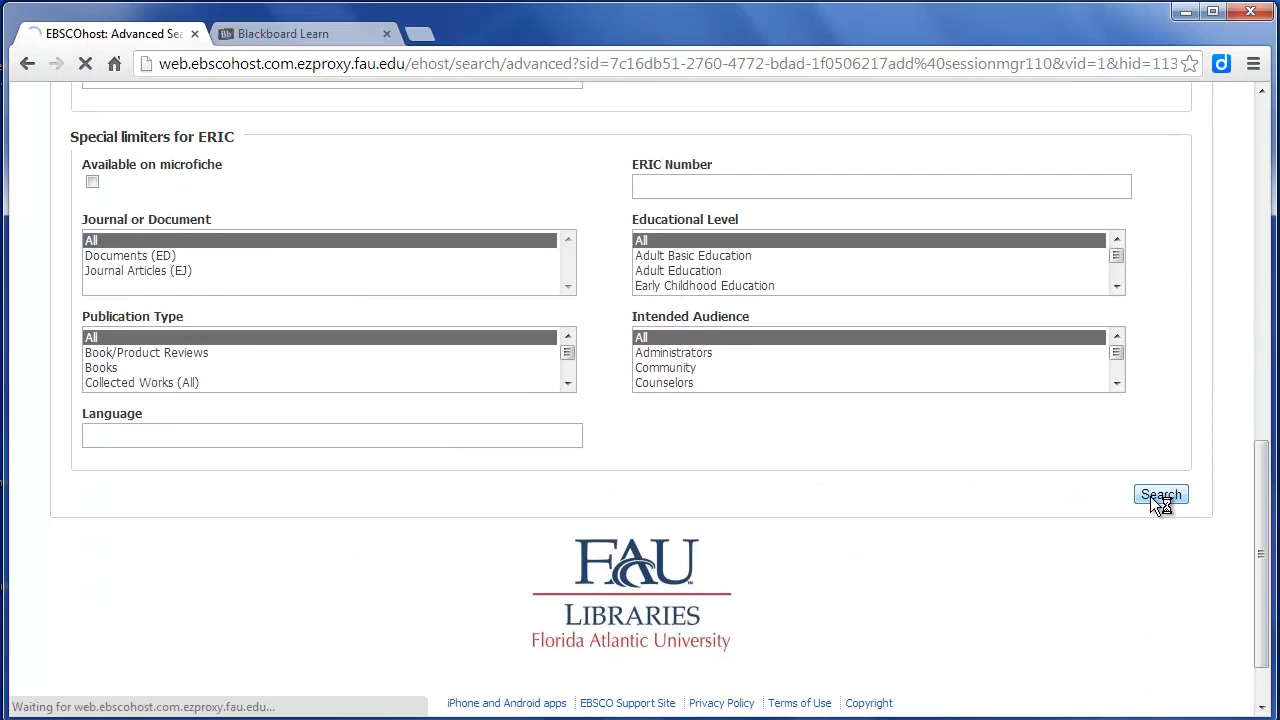 EBSCOhost: Advanced Sea
Bb Blackboard Learn
web.ebscohost.com.ezproxy.fau.edu/ehost/search/advanced?sid=7c16db51-2760-4772-bdad-1f0506217add%40sessionmgr110&vid=1&hid=113
Special limiters for ERIC
Available on microfiche
ERIC Number
Journal or Document
Educational Level
All
Documents (ED)
Journal Articles (EJ)
All
Adult Basic Education
Adult Education
Early Childhood Education
Publication Type
Intended Audience
All
Book/Product Reviews
Books
Collected Works (All)
All
Administrators
Community
Counselors
Language
Search
FAU
LIBRARIES
Florida Atlantic University
iPhone and Android apps
EBSCO Support Site
Privacy Policy
Terms of Use
Copyright
Waiting for web.ebscohost.com.ezproxy.fau.edu...